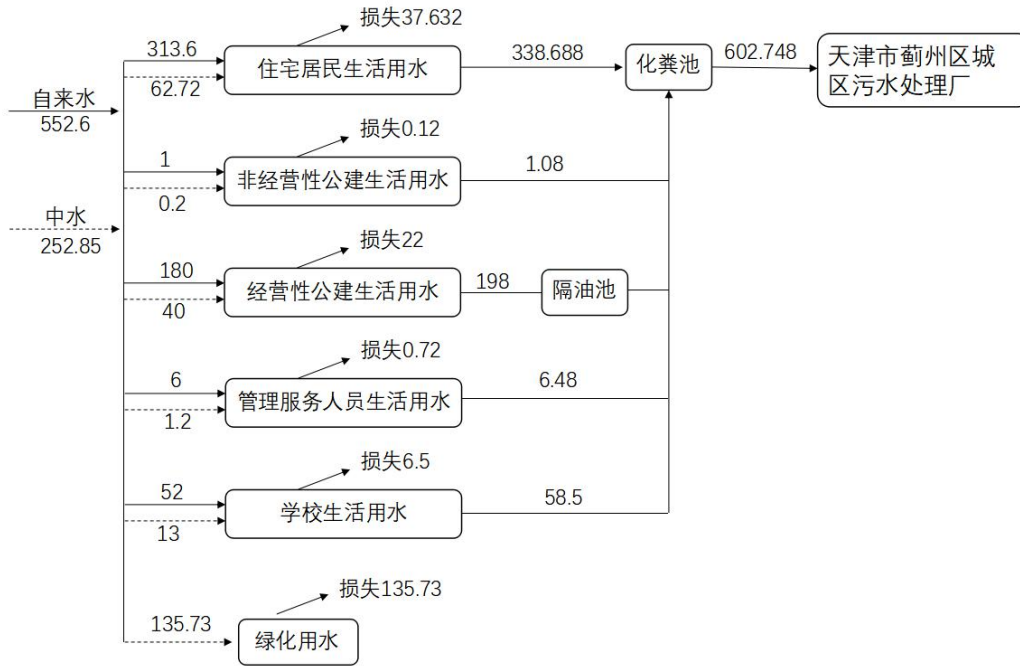 损失37.632
313.6
住宅居民生活用水
62.72
338.688
化粪池
602.748
天津市蓟州区城
区污水处理厂
自来水
552.6
损失0.12
1
非经营性公建生活用水
0.2
1.08
中水
252.85
损失22
180
经营性公建生活用水
40
198
隔油池
损失0.72
6
管理服务人员生活用水
1.2
6.48
损失6.5
52
学校生活用水
13
58.5
损失135.73
135.73
绿化用水